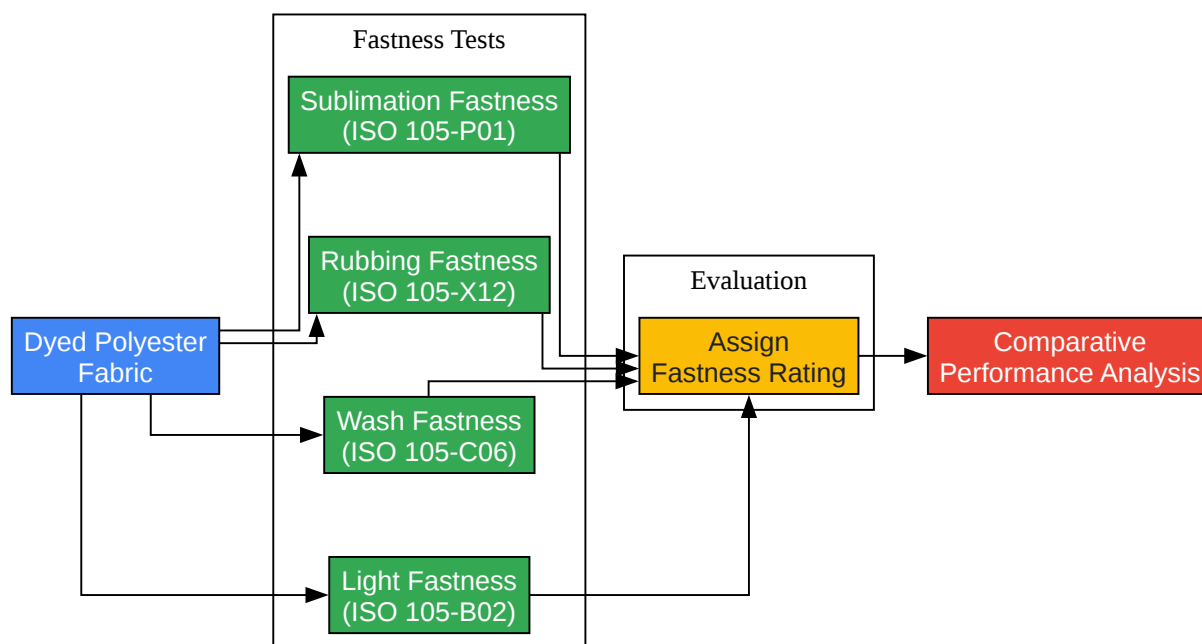 Fastness Tests
Sublimation Fastness
(ISO 105-P01)
Rubbing Fastness
(ISO 105-X12)
Evaluation
Dyed Polyester
Fabric
Assign
Fastness Rating
Comparative
Performance Analysis
Wash Fastness
(ISO 105-C06)
Light Fastness
(ISO 105-B02)